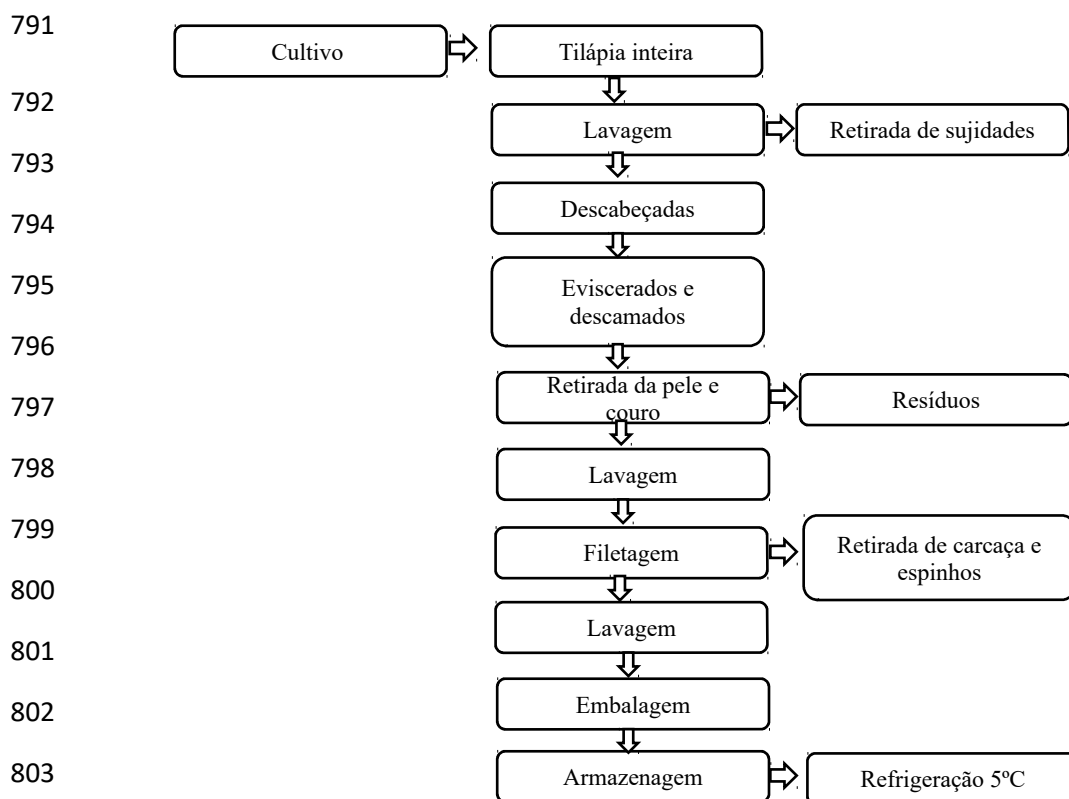 791
Cultivo
Tilápia inteira
792
Lavagem
Retirada de sujidades
793
Descabeçadas
794
Eviscerados e
descamados
795
796
Retirada da pele e
couro
Resíduos
797
Lavagem
798
799
Filetagem
Retirada de carcaça e
espinhos
800
Lavagem
801
Embalagem
802
Armazenagem
Refrigeração 5ºC
803